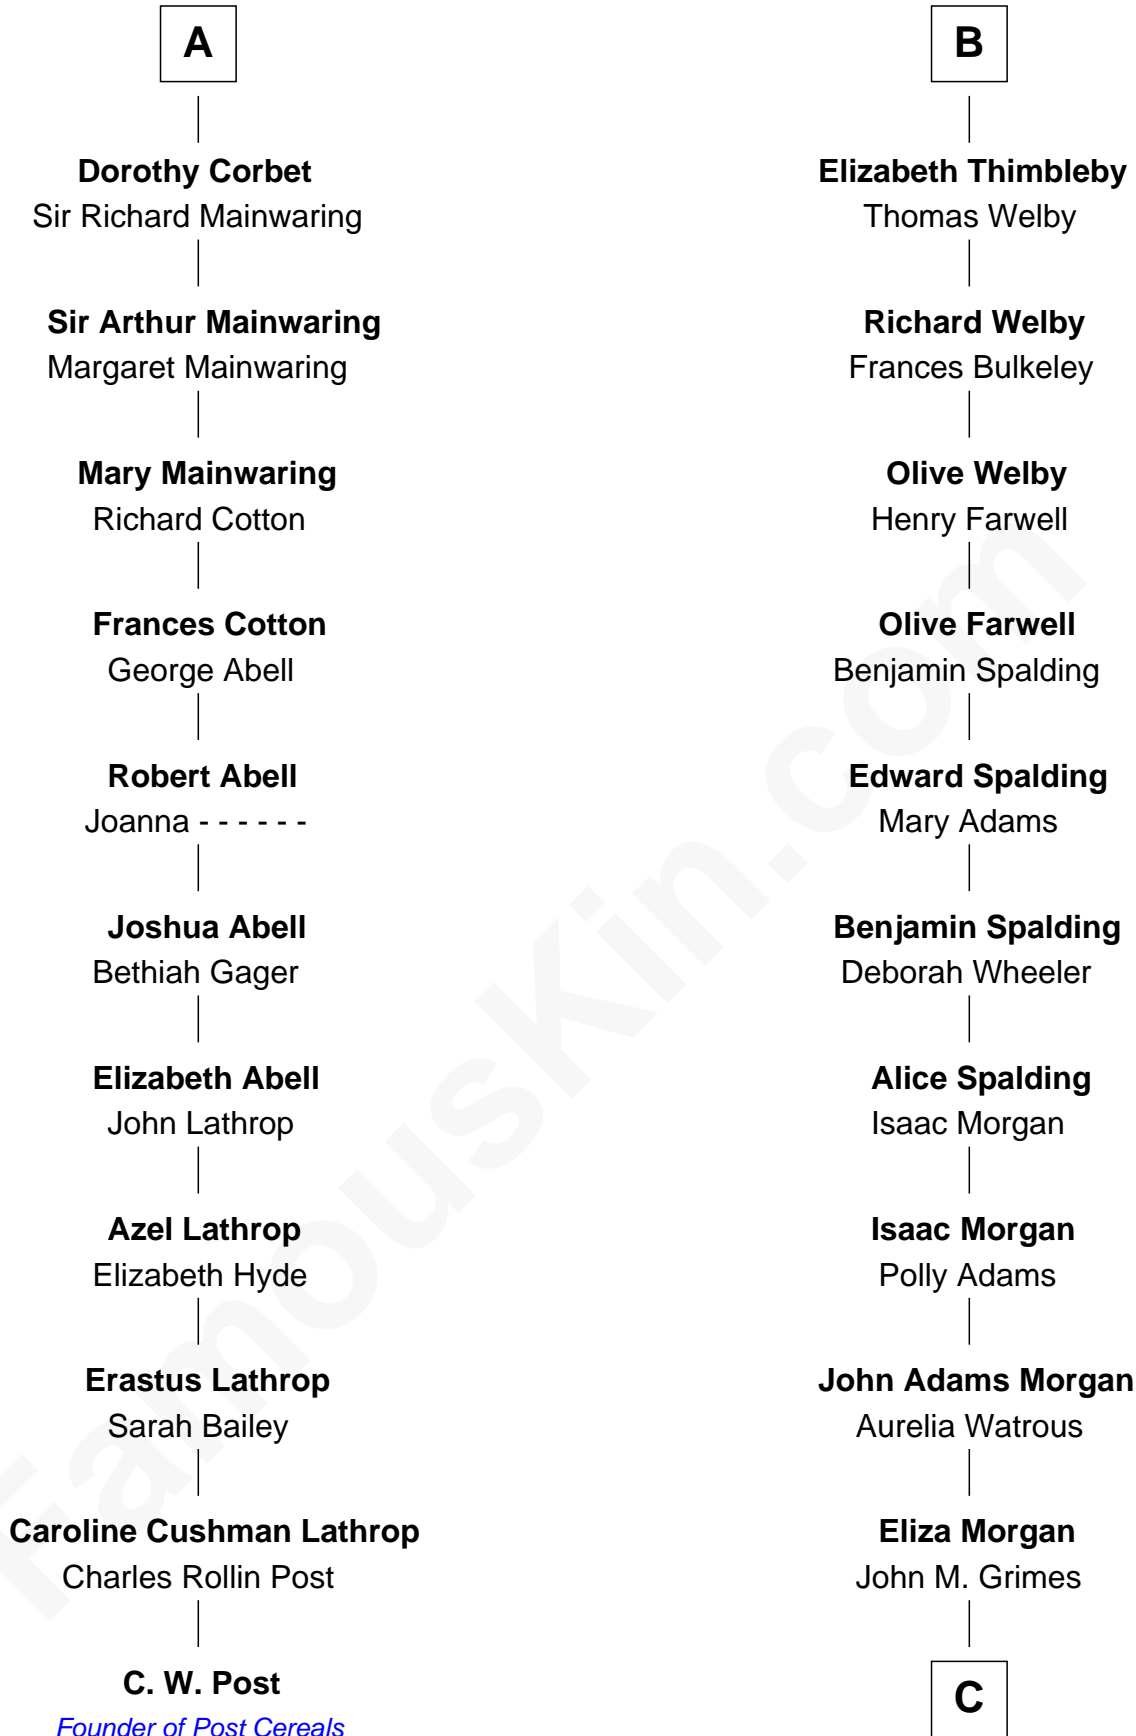 A
Dorothy Corbet
Sir Richard Mainwaring
Sir Arthur Mainwaring
Margaret Mainwaring
Mary Mainwaring
Richard Cotton
Frances Cotton
George Abell
Robert Abell
Joanna - - - - - -
Joshua Abell
Bethiah Gager
Elizabeth Abell
John Lathrop
Azel Lathrop
Elizabeth Hyde
Erastus Lathrop
Sarah Bailey
Caroline Cushman Lathrop
Charles Rollin Post
C. W. Post
Founder of Post Cereals
B
Elizabeth Thimbleby
Thomas Welby
Richard Welby
Frances Bulkeley
Olive Welby
Henry Farwell
Olive Farwell
Benjamin Spalding
Edward Spalding
Mary Adams
Benjamin Spalding
Deborah Wheeler
Alice Spalding
Isaac Morgan
Isaac Morgan
Polly Adams
John Adams Morgan
Aurelia Watrous
Eliza Morgan
John M. Grimes
C
FamousKin.com